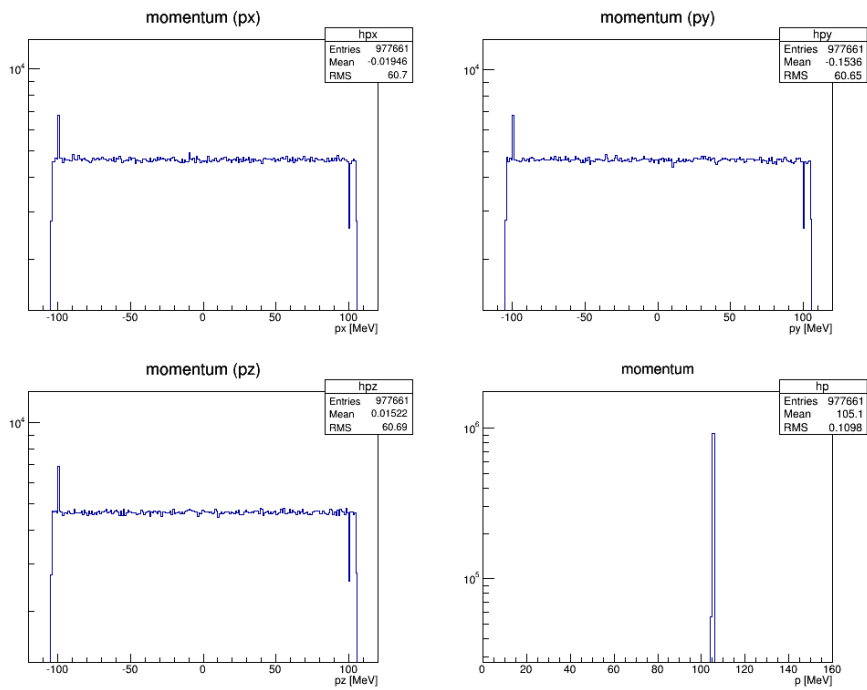 momentum (px)
hpx
Entries 977661
Mean -0.01946
RMS 60.7
10^4
-100 -50 0 50 100
px [MeV]
momentum (py)
hpy
Entries 977661
Mean -0.1536
RMS 60.65
10^4
-100 -50 0 50 100
py [MeV]
momentum (pz)
hpz
Entries 977661
Mean 0.01522
RMS 60.69
10^4
-100 -50 0 50 100
pz [MeV]
momentum
hp
Entries 977661
Mean 105.1
RMS 0.1098
10^6
10^5
0 20 40 60 80 100 120 140 160
p [MeV]